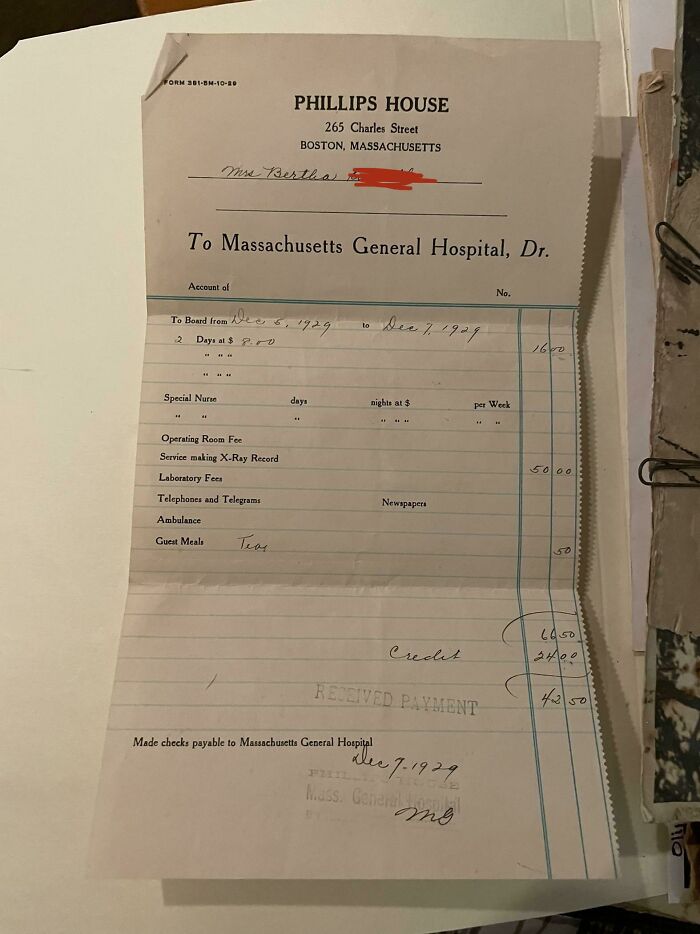 FORM 381-5M-10-29
PHILLIPS HOUSE
265 Charles Street
BOSTON, MASSACHUSETTS
Mrs Bertha
To Massachusetts General Hospital, Dr.
Account of No.
To Board from Dec 5, 1929 to Dec 7, 1929
2 Days at $ 8.00 16 00
" " "
" " "
Special Nurse days nights at $ per Week
" " " " " " " "
Operating Room Fee
Service making X-Ray Record 50 00
Laboratory Fees
Telephones and Telegrams Newspapers
Ambulance
Guest Meals Teas 50
66 50
Credit 24 00
42 50
RECEIVED PAYMENT
Made checks payable to Massachusetts General Hospital
Dec 7-1929
PHILLIPS HOUSE
Mass. General Hospital
MG